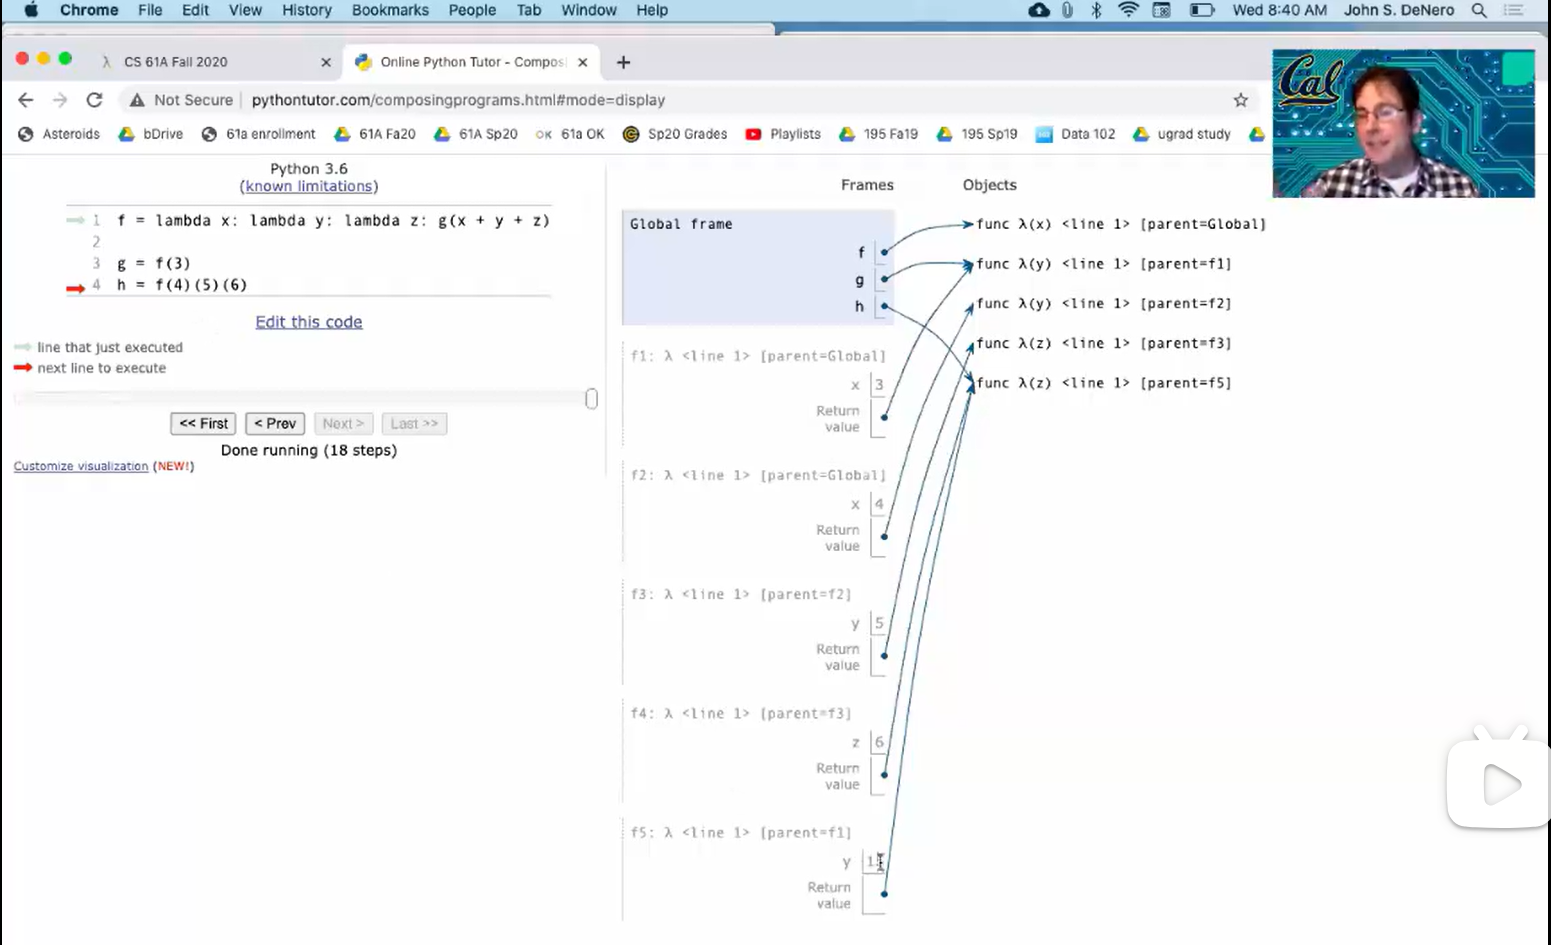 Chrome File Edit View History Bookmarks People Tab Window Help Wed 8:40 AM John S. DeNero
CS 61A Fall 2020
Online Python Tutor - Compos
Not Secure pythontutor.com/composingprograms.html#mode=display
Asteroids bDrive 61a enrollment 61A Fa20 61A Sp20 OK 61a OK Sp20 Grades Playlists 195 Fa19 195 Sp19 Data 102 ugrad study
Cal
Python 3.6
(known limitations)
1 f = lambda x: lambda y: lambda z: g(x + y + z)
2
3 g = f(3)
4 h = f(4)(5)(6)
Edit this code
line that just executed
next line to execute
<< First < Prev Next > Last >>
Done running (18 steps)
Customize visualization (NEW!)
Frames Objects
Global frame
f
g
h
func λ(x) <line 1> [parent=Global]
func λ(y) <line 1> [parent=f1]
func λ(y) <line 1> [parent=f2]
func λ(z) <line 1> [parent=f3]
func λ(z) <line 1> [parent=f5]
f1: λ <line 1> [parent=Global]
x 3
Return
value
f2: λ <line 1> [parent=Global]
x 4
Return
value
f3: λ <line 1> [parent=f2]
y 5
Return
value
f4: λ <line 1> [parent=f3]
z 6
Return
value
f5: λ <line 1> [parent=f1]
y
Return
value